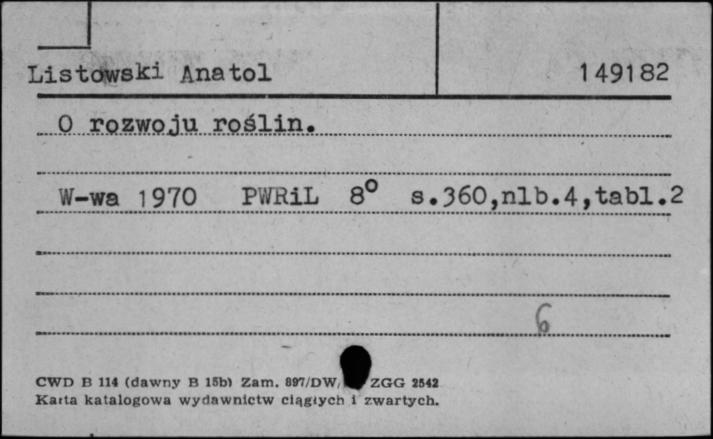 Listowski Anatol 149182
O rozwoju roślin.
W-wa 1970 PWRiL 8° s.360,nlb.4,tabl.2
6
CWD B 114 (dawny B 15b) Zam. 897/DW/ ZGG 2542
Karta katalogowa wydawnictw ciągłych i zwartych.